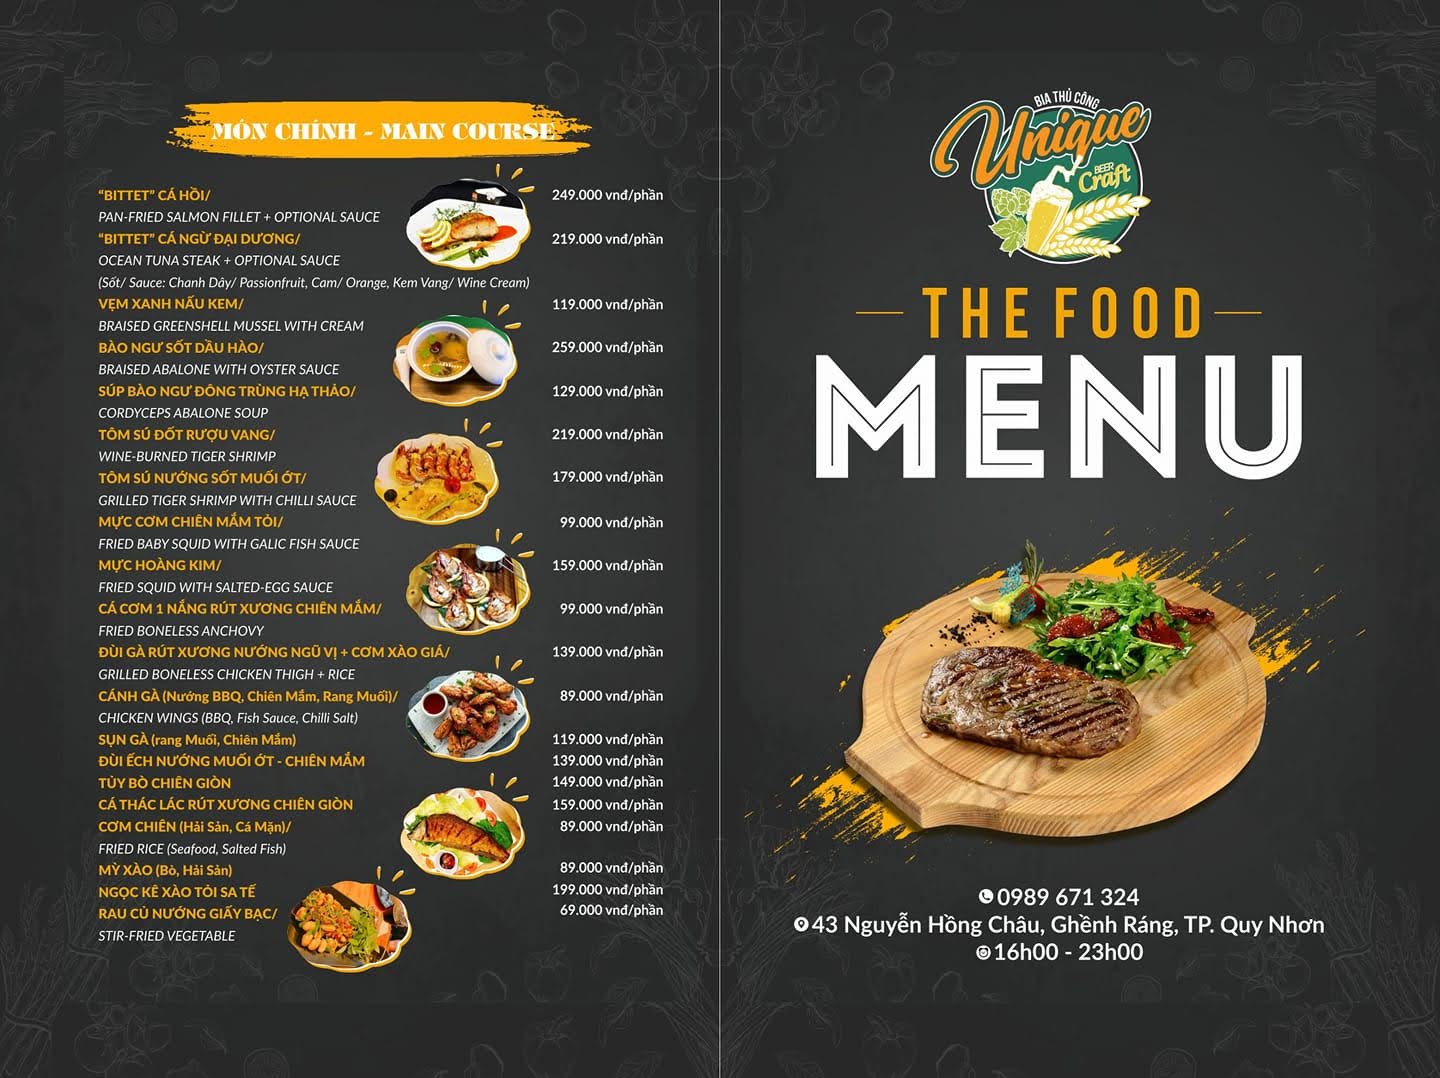 MÓN CHÍNH - MAIN COURSE
"BITTET" CÁ HỒI/ 249.000 vnđ/phần
PAN-FRIED SALMON FILLET + OPTIONAL SAUCE
"BITTET" CÁ NGỪ ĐẠI DƯƠNG/ 219.000 vnđ/phần
OCEAN TUNA STEAK + OPTIONAL SAUCE
(Sốt/ Sauce: Chanh Dây/ Passionfruit, Cam/ Orange, Kem Vang/ Wine Cream)
VẸM XANH NẤU KEM/ 119.000 vnđ/phần
BRAISED GREENSHELL MUSSEL WITH CREAM
BÀO NGƯ SỐT DẦU HÀO/ 259.000 vnđ/phần
BRAISED ABALONE WITH OYSTER SAUCE
SÚP BÀO NGƯ ĐÔNG TRÙNG HẠ THẢO/ 129.000 vnđ/phần
CORDYCEPS ABALONE SOUP
TÔM SÚ ĐỐT RƯỢU VANG/ 219.000 vnđ/phần
WINE-BURNED TIGER SHRIMP
TÔM SÚ NƯỚNG SỐT MUỐI ỚT/ 179.000 vnđ/phần
GRILLED TIGER SHRIMP WITH CHILLI SAUCE
MỰC CƠM CHIÊN MẮM TỎI/ 99.000 vnđ/phần
FRIED BABY SQUID WITH GALIC FISH SAUCE
MỰC HOÀNG KIM/ 159.000 vnđ/phần
FRIED SQUID WITH SALTED-EGG SAUCE
CÁ CƠM 1 NẮNG RÚT XƯƠNG CHIÊN MẮM/ 99.000 vnđ/phần
FRIED BONELESS ANCHOVY
ĐÙI GÀ RÚT XƯƠNG NƯỚNG NGŨ VỊ + CƠM XÀO GIÁ/ 139.000 vnđ/phần
GRILLED BONELESS CHICKEN THIGH + RICE
CÁNH GÀ (Nướng BBQ, Chiên Mắm, Rang Muối)/ 89.000 vnđ/phần
CHICKEN WINGS (BBQ, Fish Sauce, Chilli Salt)
SỤN GÀ (rang Muối, Chiên Mắm) 119.000 vnđ/phần
ĐÙI ẾCH NƯỚNG MUỐI ỚT - CHIÊN MẮM 139.000 vnđ/phần
TỦY BÒ CHIÊN GIÒN 149.000 vnđ/phần
CÁ THÁC LÁC RÚT XƯƠNG CHIÊN GIÒN 159.000 vnđ/phần
CƠM CHIÊN (Hải Sản, Cá Mặn)/ 89.000 vnđ/phần
FRIED RICE (Seafood, Salted Fish)
MỲ XÀO (Bò, Hải Sản) 89.000 vnđ/phần
NGỌC KÊ XÀO TỎI SA TẾ 199.000 vnđ/phần
RAU CỦ NƯỚNG GIẤY BẠC/ 69.000 vnđ/phần
STIR-FRIED VEGETABLE
BIA THỦ CÔNG
Unique
BEER
Craft
THE FOOD
MENU
0989 671 324
43 Nguyễn Hồng Châu, Ghềnh Ráng, TP. Quy Nhơn
16h00 - 23h00